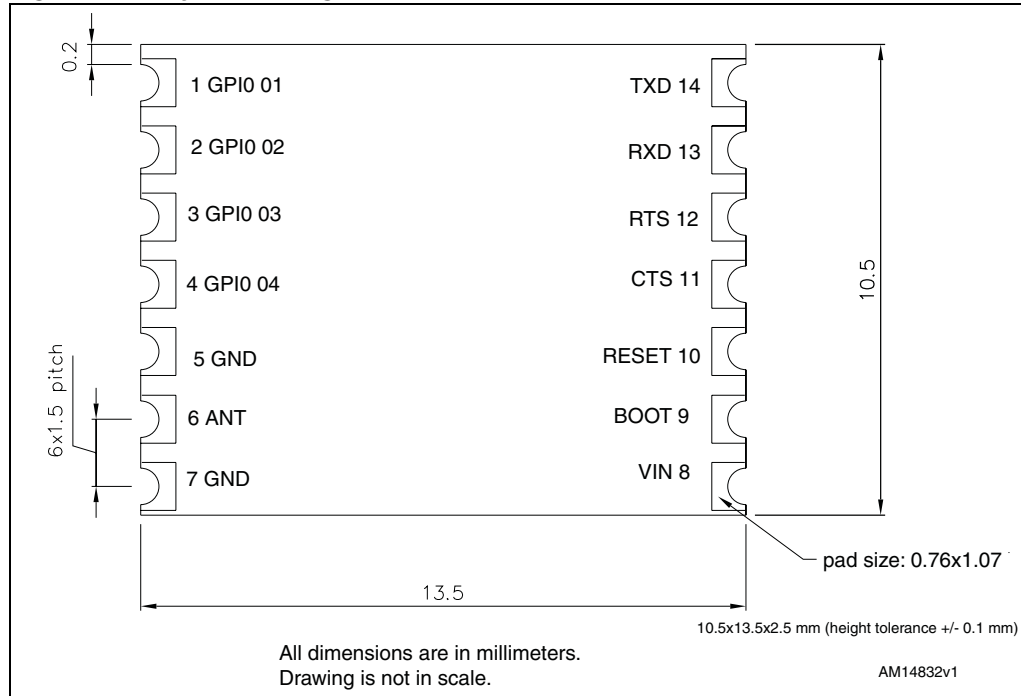 0.2
1 GPI0 01
TXD 14
2 GPI0 02
RXD 13
3 GPI0 03
RTS 12
4 GPI0 04
CTS 11
10.5
5 GND
RESET 10
6x1.5 pitch
6 ANT
BOOT 9
7 GND
VIN 8
pad size: 0.76x1.07
13.5
10.5x13.5x2.5 mm (height tolerance +/- 0.1 mm)
All dimensions are in millimeters.
Drawing is not in scale.
AM14832v1